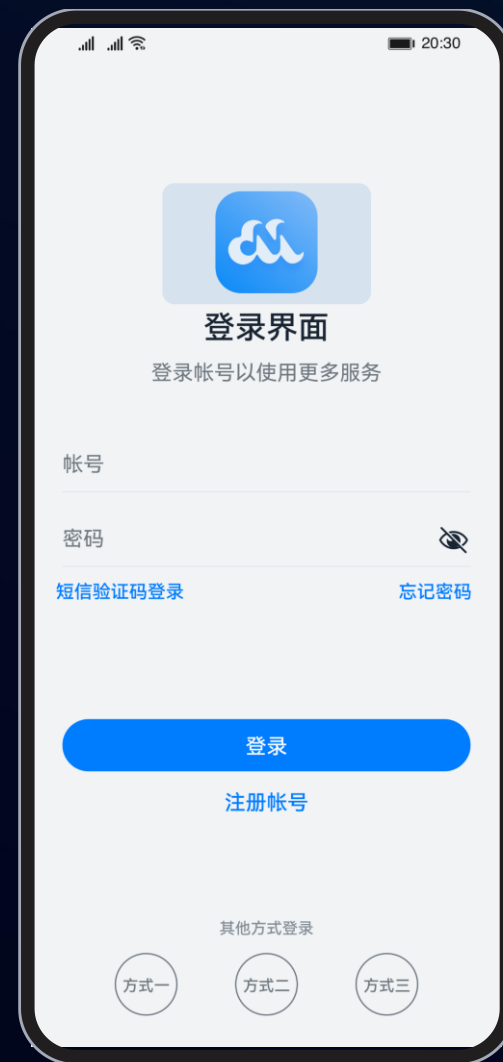 20:30
登录界面
登录帐号以使用更多服务
帐号
密码
短信验证码登录 忘记密码
登录
注册帐号
其他方式登录
方式一 方式二 方式三